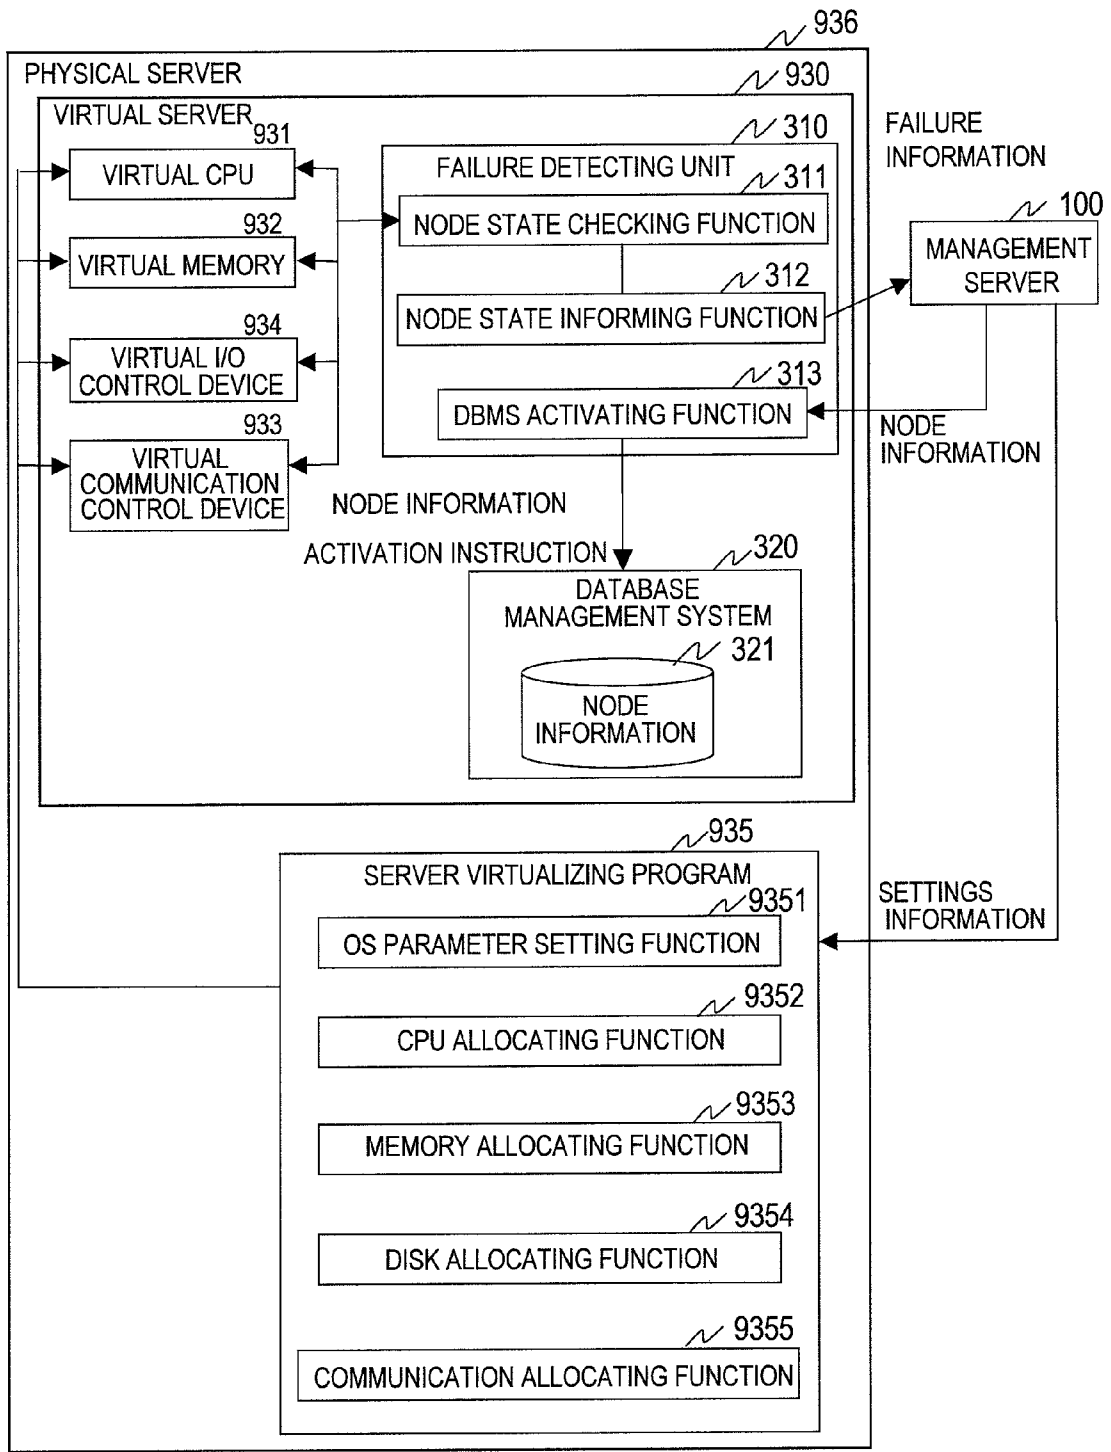 936
PHYSICAL SERVER
930
VIRTUAL SERVER
931
VIRTUAL CPU
932
VIRTUAL MEMORY
934
VIRTUAL I/O
CONTROL DEVICE
933
VIRTUAL
COMMUNICATION
CONTROL DEVICE
310
FAILURE DETECTING UNIT
311
NODE STATE CHECKING FUNCTION
312
NODE STATE INFORMING FUNCTION
313
DBMS ACTIVATING FUNCTION
FAILURE
INFORMATION
100
MANAGEMENT
SERVER
NODE
INFORMATION
NODE INFORMATION
ACTIVATION INSTRUCTION
320
DATABASE
MANAGEMENT SYSTEM
321
NODE
INFORMATION
935
SERVER VIRTUALIZING PROGRAM
SETTINGS
INFORMATION
9351
OS PARAMETER SETTING FUNCTION
9352
CPU ALLOCATING FUNCTION
9353
MEMORY ALLOCATING FUNCTION
9354
DISK ALLOCATING FUNCTION
9355
COMMUNICATION ALLOCATING FUNCTION